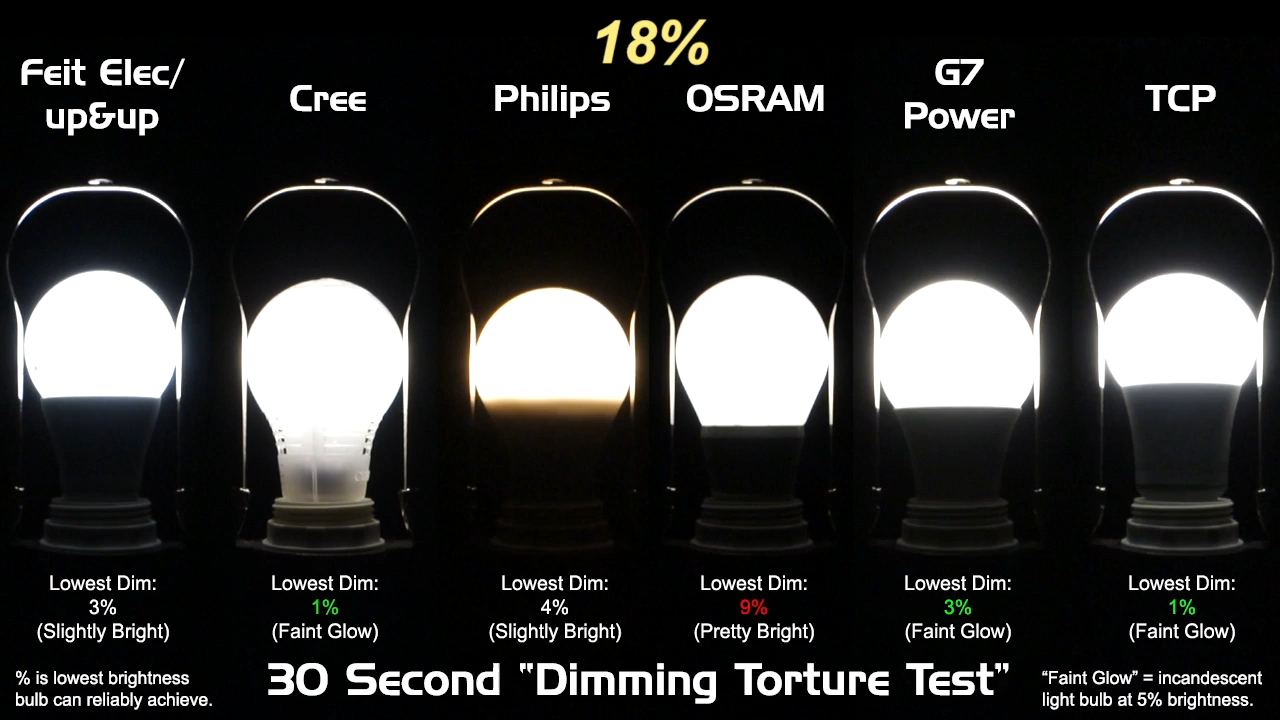 18%
Feit Elec/
up&up
Cree
Philips
OSRAM
G7
Power
TCP
Lowest Dim:
3%
(Slightly Bright)
Lowest Dim:
1%
(Faint Glow)
Lowest Dim:
4%
(Slightly Bright)
Lowest Dim:
9%
(Pretty Bright)
Lowest Dim:
3%
(Faint Glow)
Lowest Dim:
1%
(Faint Glow)
% is lowest brightness
bulb can reliably achieve.
30 Second "Dimming Torture Test"
“Faint Glow” = incandescent
light bulb at 5% brightness.